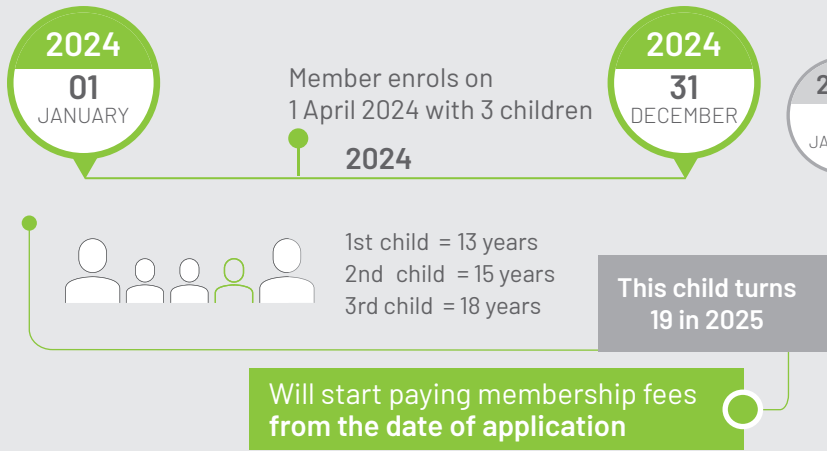 2024
01
JANUARY
Member enrols on
1 April 2024 with 3 children
2024
2024
31
DECEMBER
1st child = 13 years
2nd child = 15 years
3rd child = 18 years
This child turns
19 in 2025
Will start paying membership fees
from the date of application